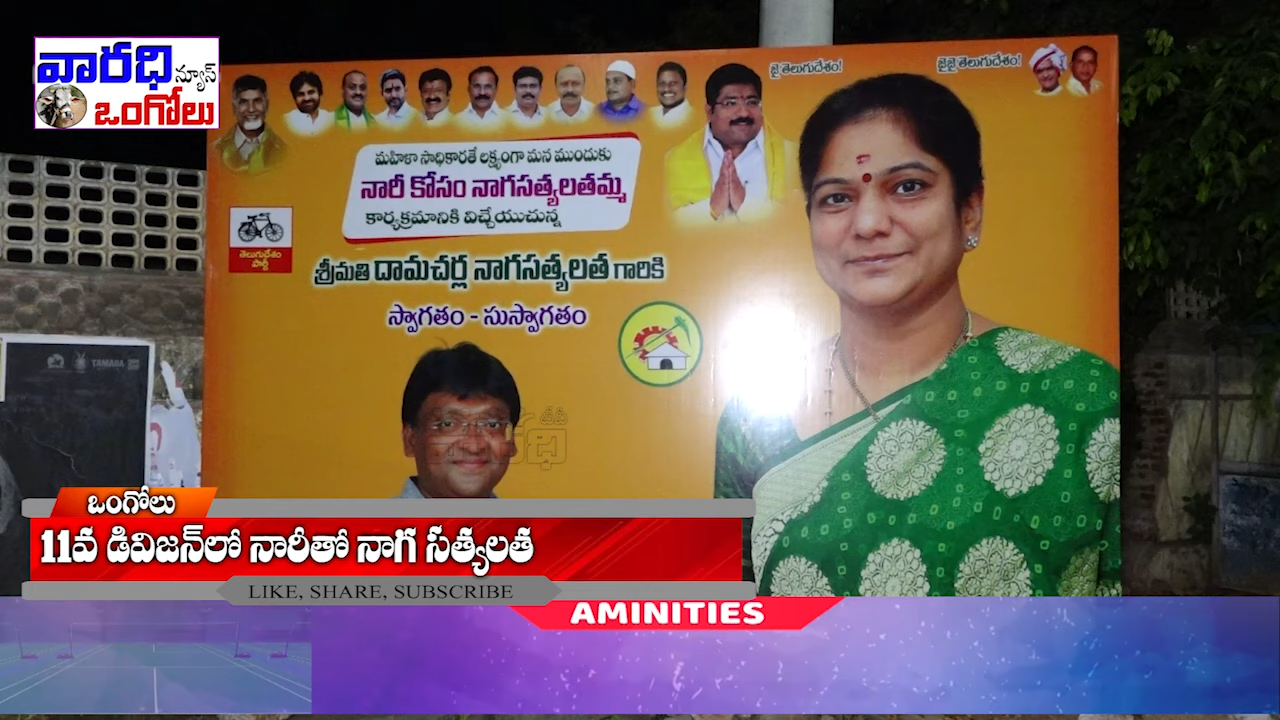 వారధి న్యూస్
ఒంగోలు
జై తెలుగుదేశం!
జైజై తెలుగుదేశం!
మహిళా సాధికారతే లక్ష్యంగా మన ముందుకు
నారీ కోసం నాగసత్యలతమ్మ
కార్యక్రమానికి విచ్చేయుచున్న
తెలుగుదేశం
పార్టీ
శ్రీమతి దామచర్ల నాగసత్యలత గారికి
స్వాగతం - సుస్వాగతం
TAMADA
ఒంగోలు
11వ డివిజన్‌లో నారీతో నాగ సత్యలత
LIKE, SHARE, SUBSCRIBE
AMINITIES